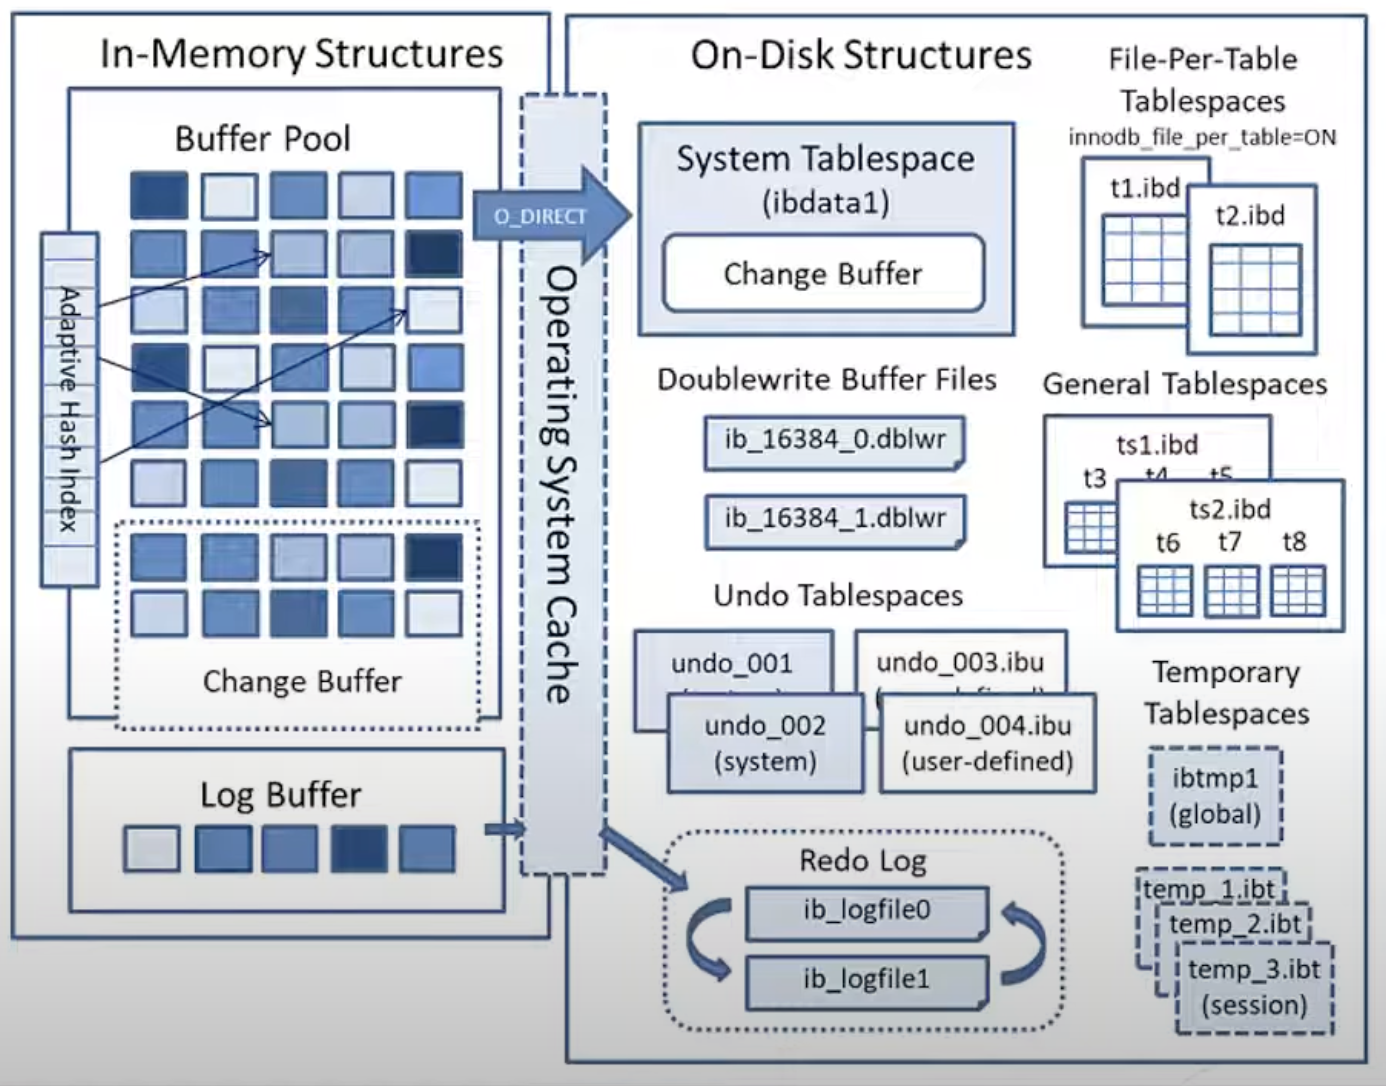 In-Memory Structures
Buffer Pool
Adaptive Hash Index
Change Buffer
Log Buffer
O_DIRECT
Operating System Cache
On-Disk Structures
System Tablespace
(ibdata1)
Change Buffer
Doublewrite Buffer Files
ib_16384_0.dblwr
ib_16384_1.dblwr
Undo Tablespaces
undo_001
undo_002
(system)
undo_003.ibu
undo_004.ibu
(user-defined)
Redo Log
ib_logfile0
ib_logfile1
File-Per-Table
Tablespaces
innodb_file_per_table=ON
t1.ibd
t2.ibd
General Tablespaces
ts1.ibd
t3 t4 t5
ts2.ibd
t6 t7 t8
Temporary
Tablespaces
ibtmp1
(global)
temp_1.ibt
temp_2.ibt
temp_3.ibt
(session)